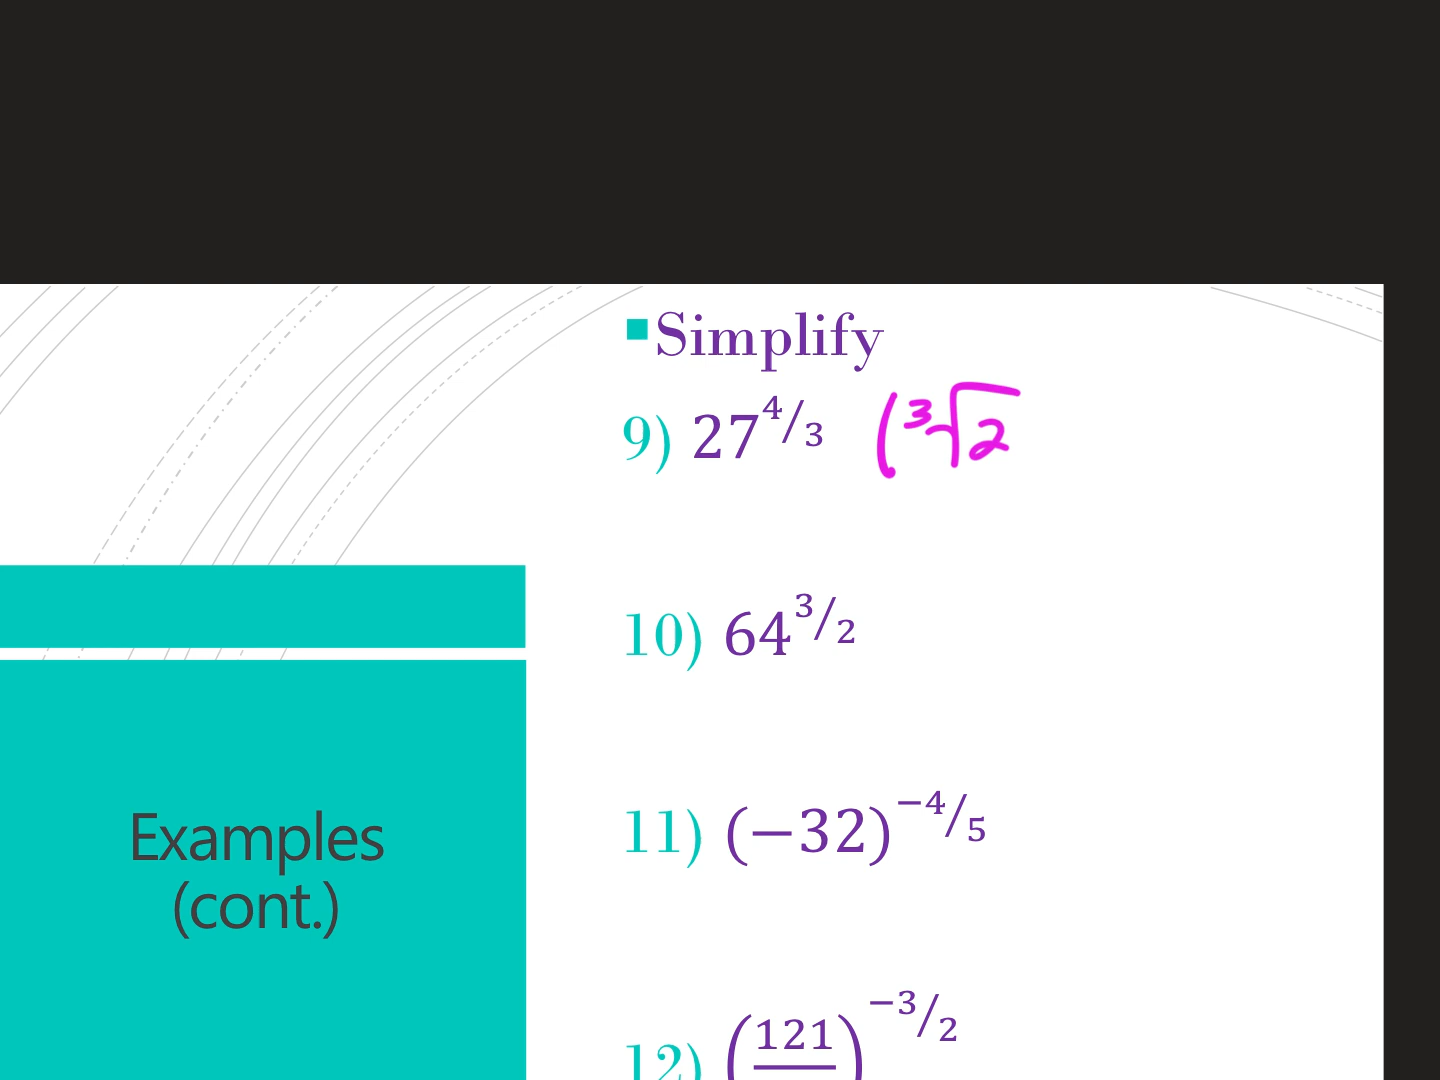 Simplify
9) 27^4/3 (³√2
10) 64^3/2
11) (−32)^−4/5
12) (121)^−3/2
Examples
(cont.)